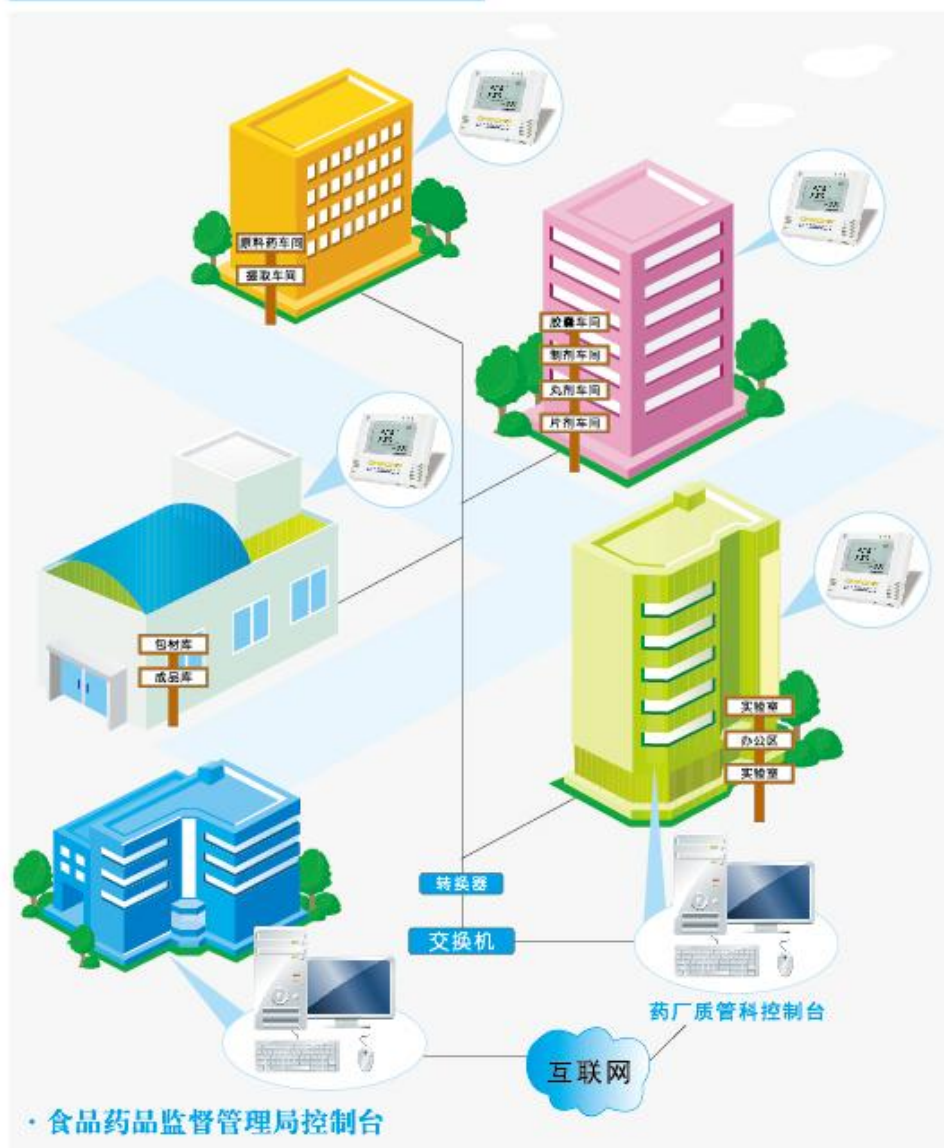 原料药车间
提取车间
胶囊车间
制剂车间
丸剂车间
片剂车间
包材库
成品库
实验室
办公区
实验室
转换器
交换机
药厂质管科控制台
互联网
· 食品药品监督管理局控制台